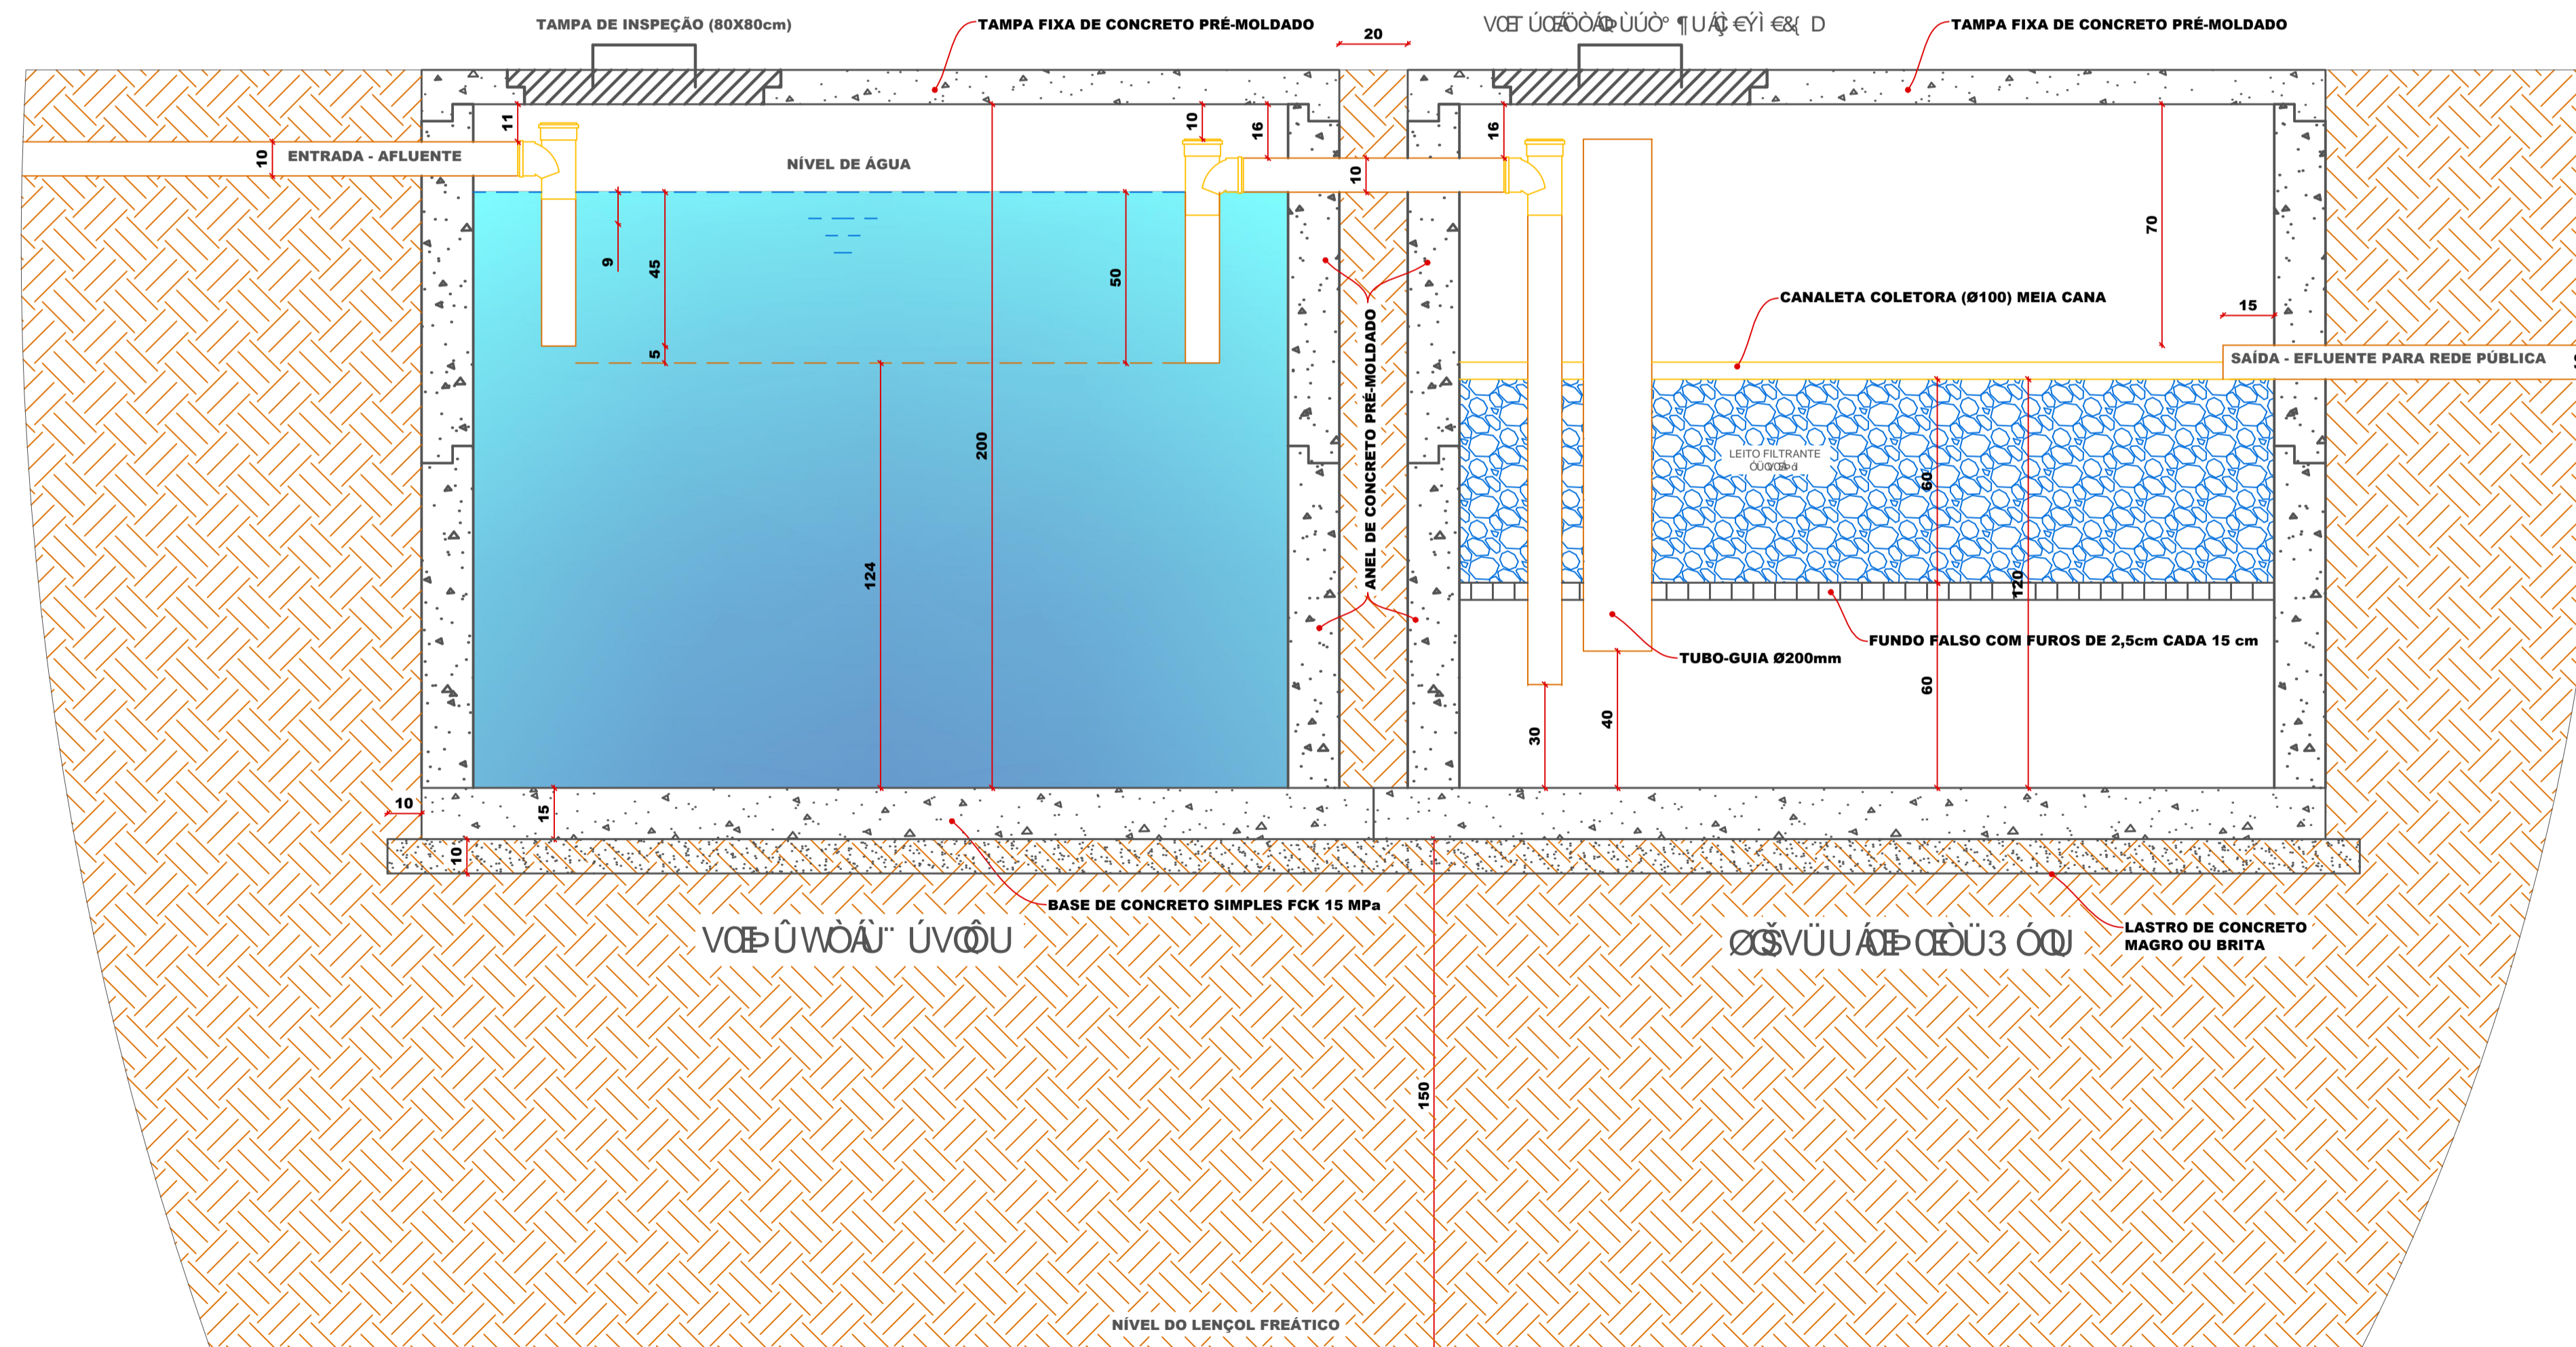 TAMPA DE INSPEÇÃO (80X80cm)
TAMPA FIXA DE CONCRETO PRÉ-MOLDADO
20
TAMPA FIXA DE CONCRETO PRÉ-MOLDADO
11
10
16
16
10
ENTRADA - AFLUENTE
NÍVEL DE ÁGUA
10
9
45
5
50
200
124
ANEL DE CONCRETO PRÉ-MOLDADO
70
15
CANALETA COLETORA (Ø100) MEIA CANA
SAÍDA - EFLUENTE PARA REDE PÚBLICA
LEITO FILTRANTE
60
120
FUNDO FALSO COM FUROS DE 2,5cm CADA 15 cm
TUBO-GUIA Ø200mm
60
30
40
10
15
10
BASE DE CONCRETO SIMPLES FCK 15 MPa
LASTRO DE CONCRETO
MAGRO OU BRITA
150
NÍVEL DO LENÇOL FREÁTICO